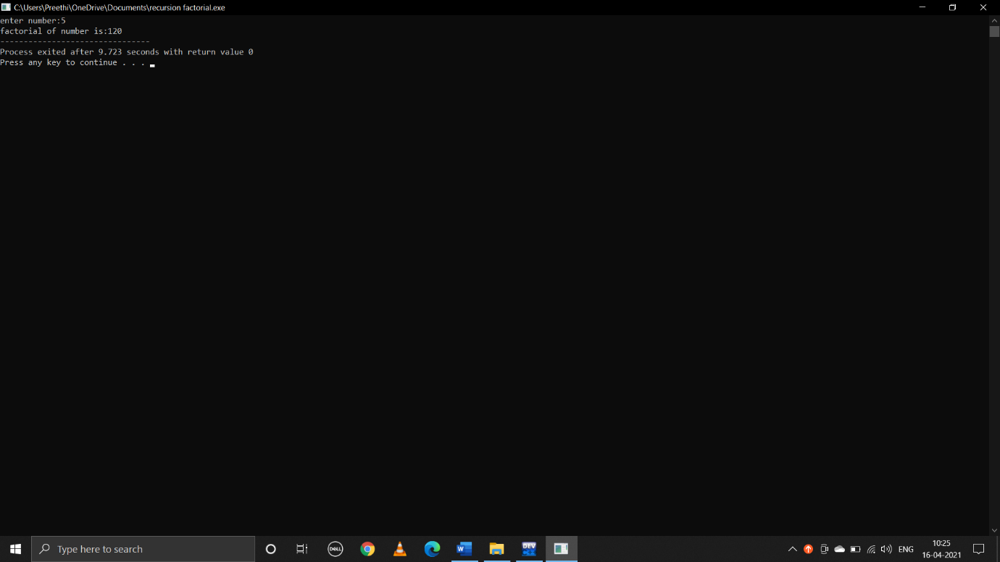 C:\Users\Preethi\OneDrive\Documents\recursion factorial.exe
enter number:5
factorial of number is:120
--------------------------------
Process exited after 9.723 seconds with return value 0
Press any key to continue . . .
Type here to search
DELL
W
DEV
C++
ENG
10:25
16-04-2021